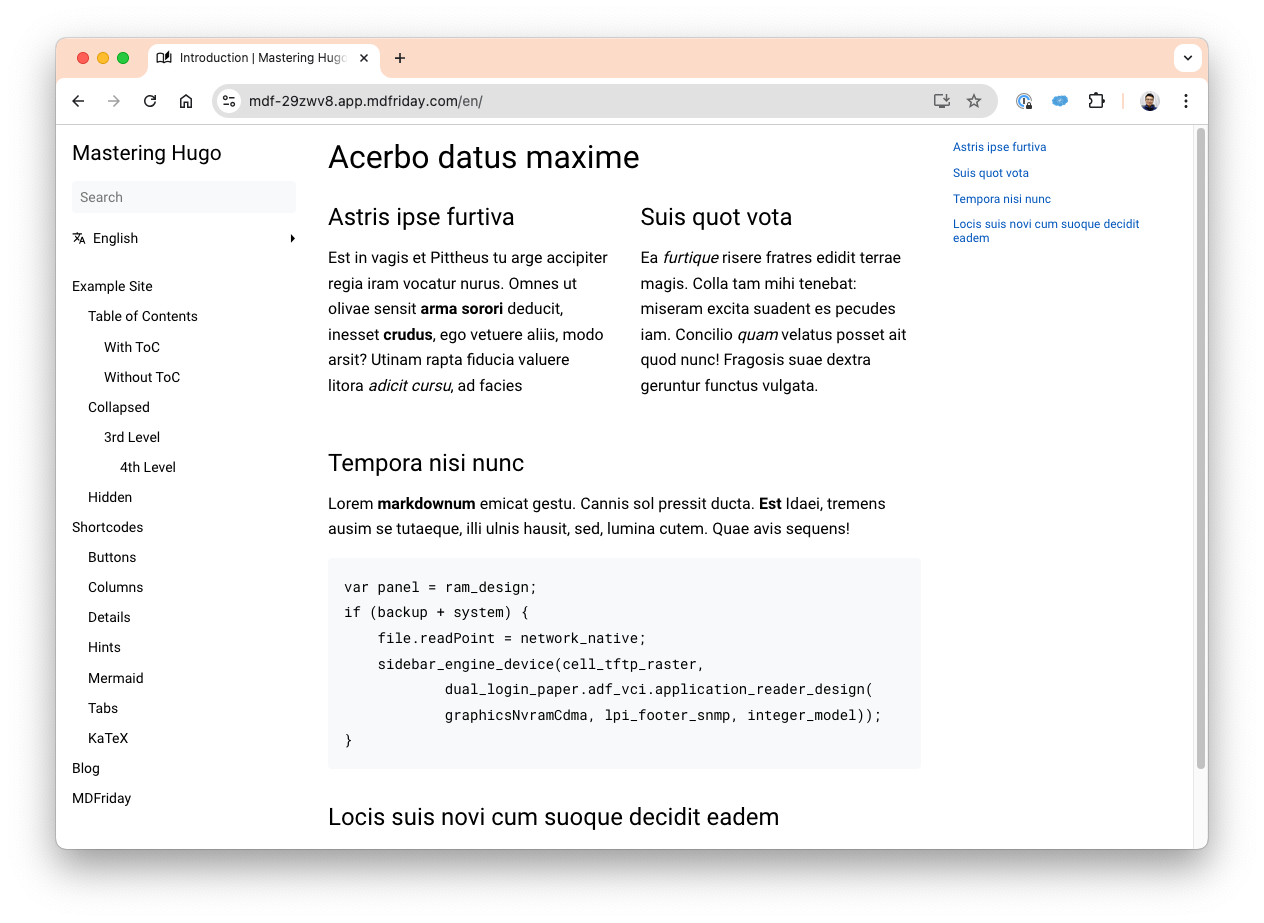 Introduction | Mastering Hugo
mdf-29zwv8.app.mdfriday.com/en/
Mastering Hugo
Search
English
Example Site
Table of Contents
With ToC
Without ToC
Collapsed
3rd Level
4th Level
Hidden
Shortcodes
Buttons
Columns
Details
Hints
Mermaid
Tabs
KaTeX
Blog
MDFriday
Acerbo datus maxime
Astris ipse furtiva
Est in vagis et Pittheus tu arge accipiter
regia iram vocatur nurus. Omnes ut
olivae sensit arma sorori deducit,
inesset crudus, ego vetuere aliis, modo
arsit? Utinam rapta fiducia valuere
litora adicit cursu, ad facies
Suis quot vota
Ea furtique risere fratres edidit terrae
magis. Colla tam mihi tenebat:
miseram excita suadent es pecudes
iam. Concilio quam velatus posset ait
quod nunc! Fragosis suae dextra
geruntur functus vulgata.
Tempora nisi nunc
Lorem markdownum emicat gestu. Cannis sol pressit ducta. Est Idaei, tremens
ausim se tutaeque, illi ulnis hausit, sed, lumina cutem. Quae avis sequens!
var panel = ram_design;
if (backup + system) {
    file.readPoint = network_native;
    sidebar_engine_device(cell_tftp_raster,
            dual_login_paper.adf_vci.application_reader_design(
            graphicsNvramCdma, lpi_footer_snmp, integer_model));
}
Locis suis novi cum suoque decidit eadem
Astris ipse furtiva
Suis quot vota
Tempora nisi nunc
Locis suis novi cum suoque decidit
eadem